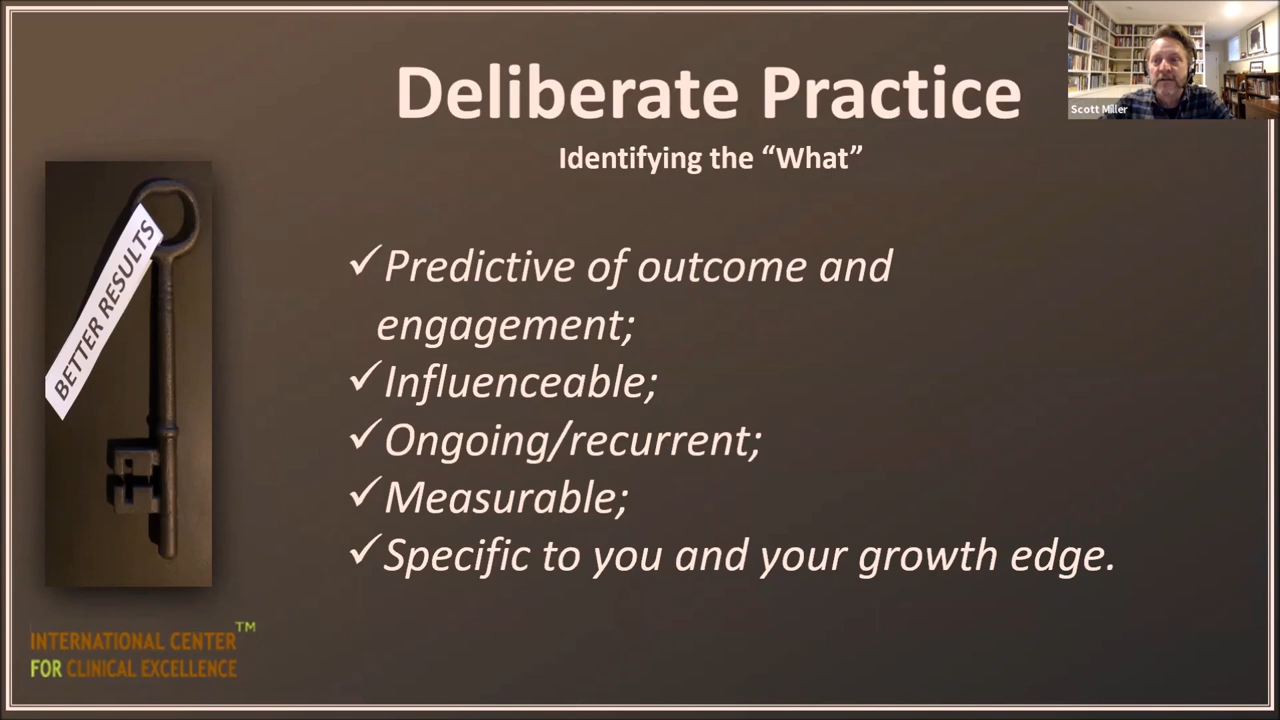 Deliberate Practice
Scott Miller
Identifying the “What”
BETTER RESULTS
✓Predictive of outcome and
engagement;
✓Influenceable;
✓Ongoing/recurrent;
✓Measurable;
✓Specific to you and your growth edge.
INTERNATIONAL CENTER™
FOR CLINICAL EXCELLENCE